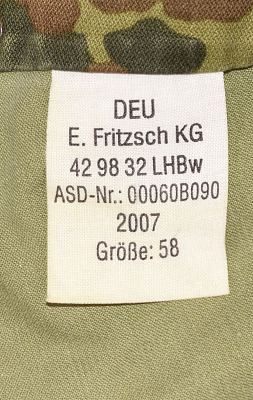 DEU
E. Fritzsch KG
42 98 32 LHBw
ASD-Nr.: 00060B090
2007
Größe: 58